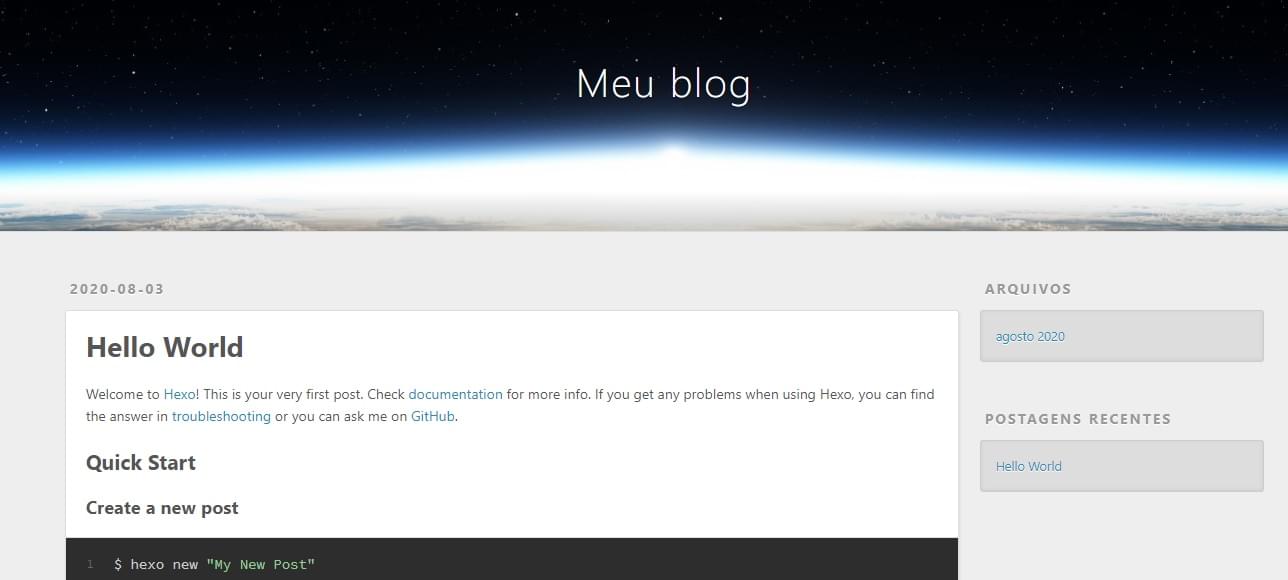 Meu blog
2020-08-03
Hello World
Welcome to Hexo! This is your very first post. Check documentation for more info. If you get any problems when using Hexo, you can find
the answer in troubleshooting or you can ask me on GitHub.
Quick Start
Create a new post
1 $ hexo new "My New Post"
ARQUIVOS
agosto 2020
POSTAGENS RECENTES
Hello World